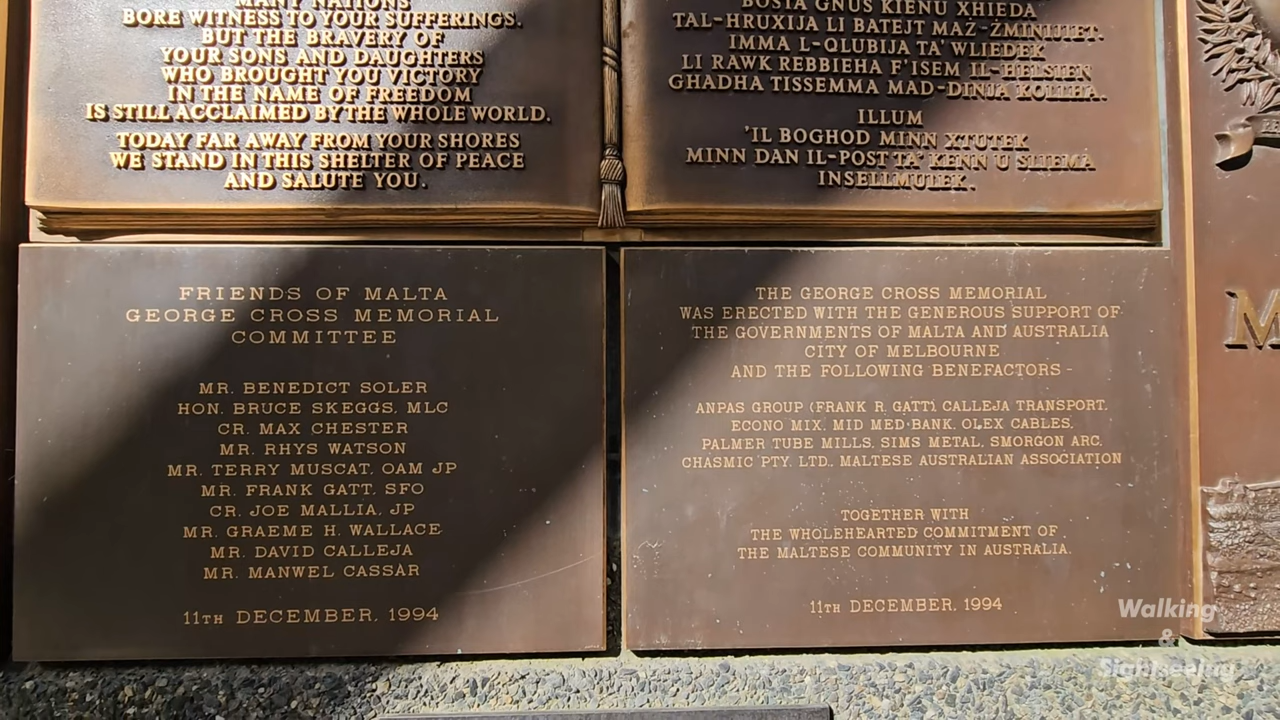 MANY NATIONS
BORE WITNESS TO YOUR SUFFERINGS.
BUT THE BRAVERY OF
YOUR SONS AND DAUGHTERS
WHO BROUGHT YOU VICTORY
IN THE NAME OF FREEDOM
IS STILL ACCLAIMED BY THE WHOLE WORLD.
TODAY FAR AWAY FROM YOUR SHORES
WE STAND IN THIS SHELTER OF PEACE
AND SALUTE YOU.
BOSTA ĠNUS KIENU XHIEDA
TAL-HRUXIJA LI BATEJT MAŻ-ŻMINIJIET.
IMMA L-QLUBIJA TA' WLIEDEK
LI RAWK REBBIEHA F'ISEM IL-HELSIEN
GHADHA TISSEMMA MAD-DINJA KOLLHA.
ILLUM
'IL BOGHOD MINN XTUTEK
MINN DAN IL-POST TA' KENN U SLIEMA
INSELLMULEK.
FRIENDS OF MALTA
GEORGE CROSS MEMORIAL
COMMITTEE
MR. BENEDICT SOLER
HON. BRUCE SKEGGS, MLC
CR. MAX CHESTER
MR. RHYS WATSON
MR. TERRY MUSCAT, OAM JP
MR. FRANK GATT, SFO
CR. JOE MALLIA, JP
MR. GRAEME H. WALLACE
MR. DAVID CALLEJA
MR. MANWEL CASSAR
11TH DECEMBER, 1994
THE GEORGE CROSS MEMORIAL
WAS ERECTED WITH THE GENEROUS SUPPORT OF
THE GOVERNMENTS OF MALTA AND AUSTRALIA
CITY OF MELBOURNE
AND THE FOLLOWING BENEFACTORS -
ANPAS GROUP (FRANK R. GATT), CALLEJA TRANSPORT,
ECONO MIX, MID MED BANK, OLEX CABLES,
PALMER TUBE MILLS, SIMS METAL, SMORGON ARC,
CHASMIC PTY. LTD., MALTESE AUSTRALIAN ASSOCIATION
TOGETHER WITH
THE WHOLEHEARTED COMMITMENT OF
THE MALTESE COMMUNITY IN AUSTRALIA.
11TH DECEMBER, 1994
M
Walking
&
Sightseeing